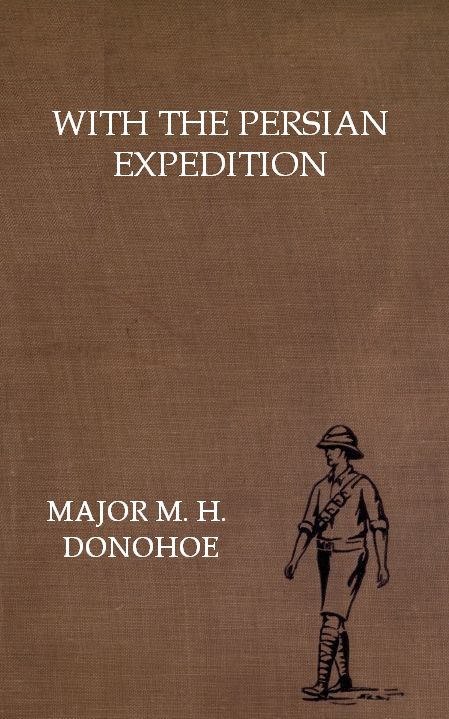 WITH THE PERSIAN
EXPEDITION
MAJOR M. H.
DONOHOE